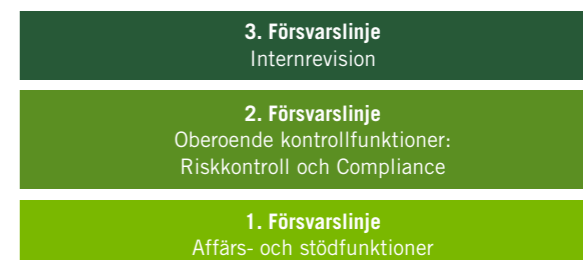 3. Försvarslinje
Internrevision
2. Försvarslinje
Oberoende kontrollfunktioner:
Riskkontroll och Compliance
1. Försvarslinje
Affärs- och stödfunktioner